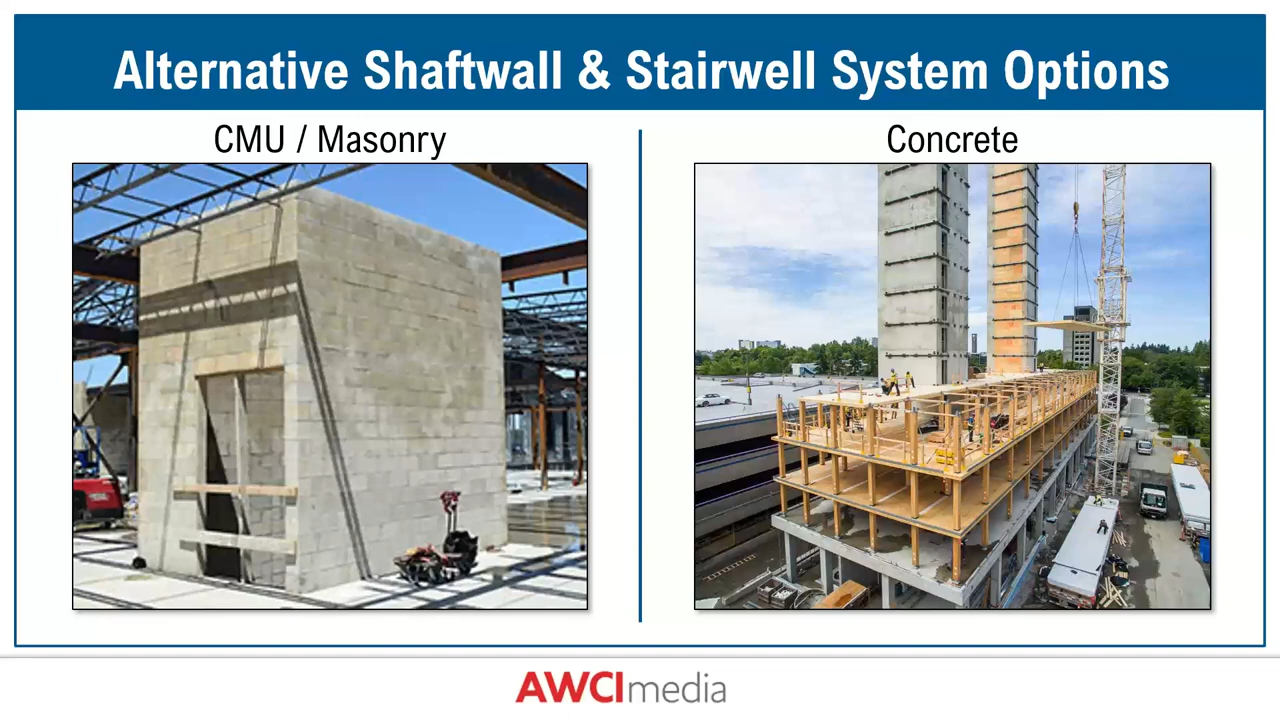 Alternative Shaftwall & Stairwell System Options
CMU / Masonry
Concrete
AWCImedia